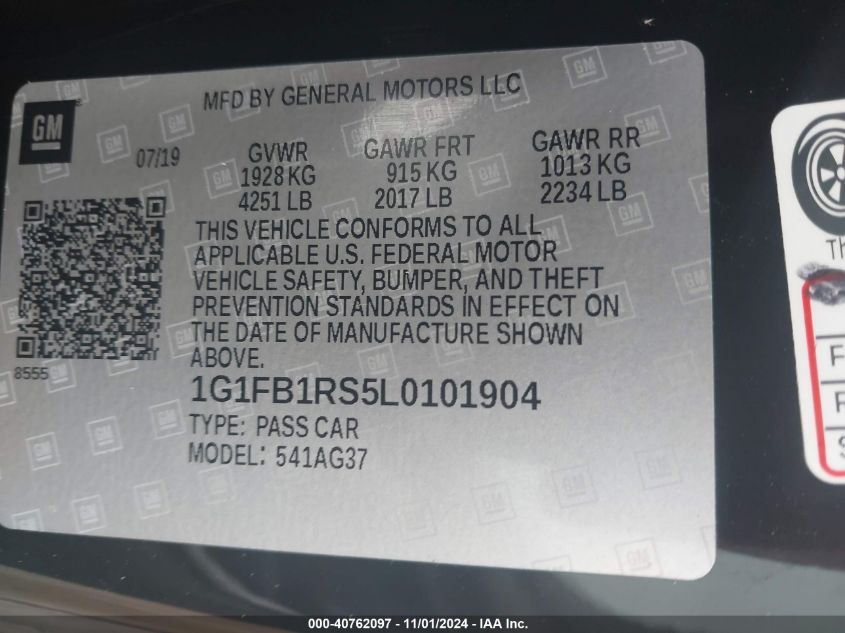 GM
MFD BY GENERAL MOTORS LLC
07/19
GVWR GAWR FRT GAWR RR
1928 KG 915 KG 1013 KG
4251 LB 2017 LB 2234 LB
THIS VEHICLE CONFORMS TO ALL
APPLICABLE U.S. FEDERAL MOTOR
VEHICLE SAFETY, BUMPER, AND THEFT
PREVENTION STANDARDS IN EFFECT ON
THE DATE OF MANUFACTURE SHOWN
ABOVE.
8555
1G1FB1RS5L0101904
TYPE: PASS CAR
MODEL: 541AG37
000-40762097 - 11/01/2024 - IAA Inc.